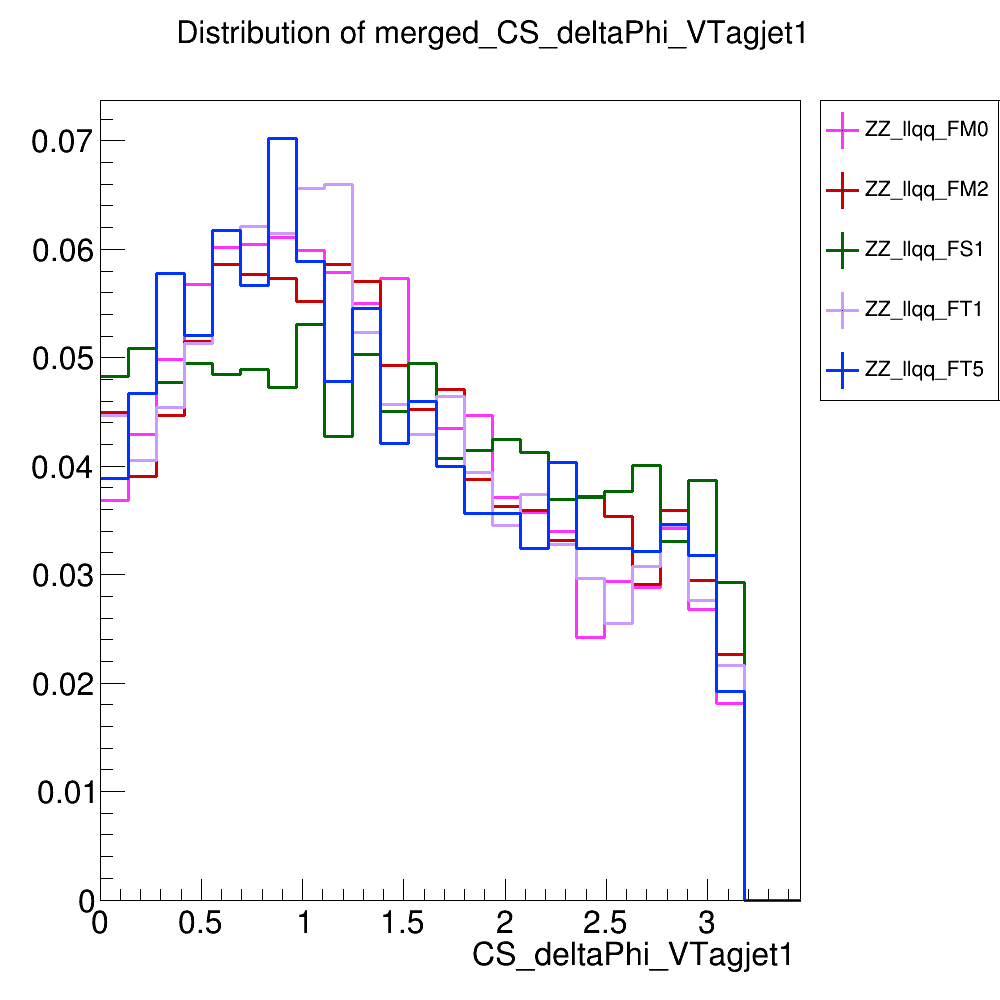 Distribution of merged_CS_deltaPhi_VTagjet1
0.07
0.06
0.05
0.04
0.03
0.02
0.01
0
0 0.5 1 1.5 2 2.5 3
CS_deltaPhi_VTagjet1
ZZ_llqq_FM0
ZZ_llqq_FM2
ZZ_llqq_FS1
ZZ_llqq_FT1
ZZ_llqq_FT5